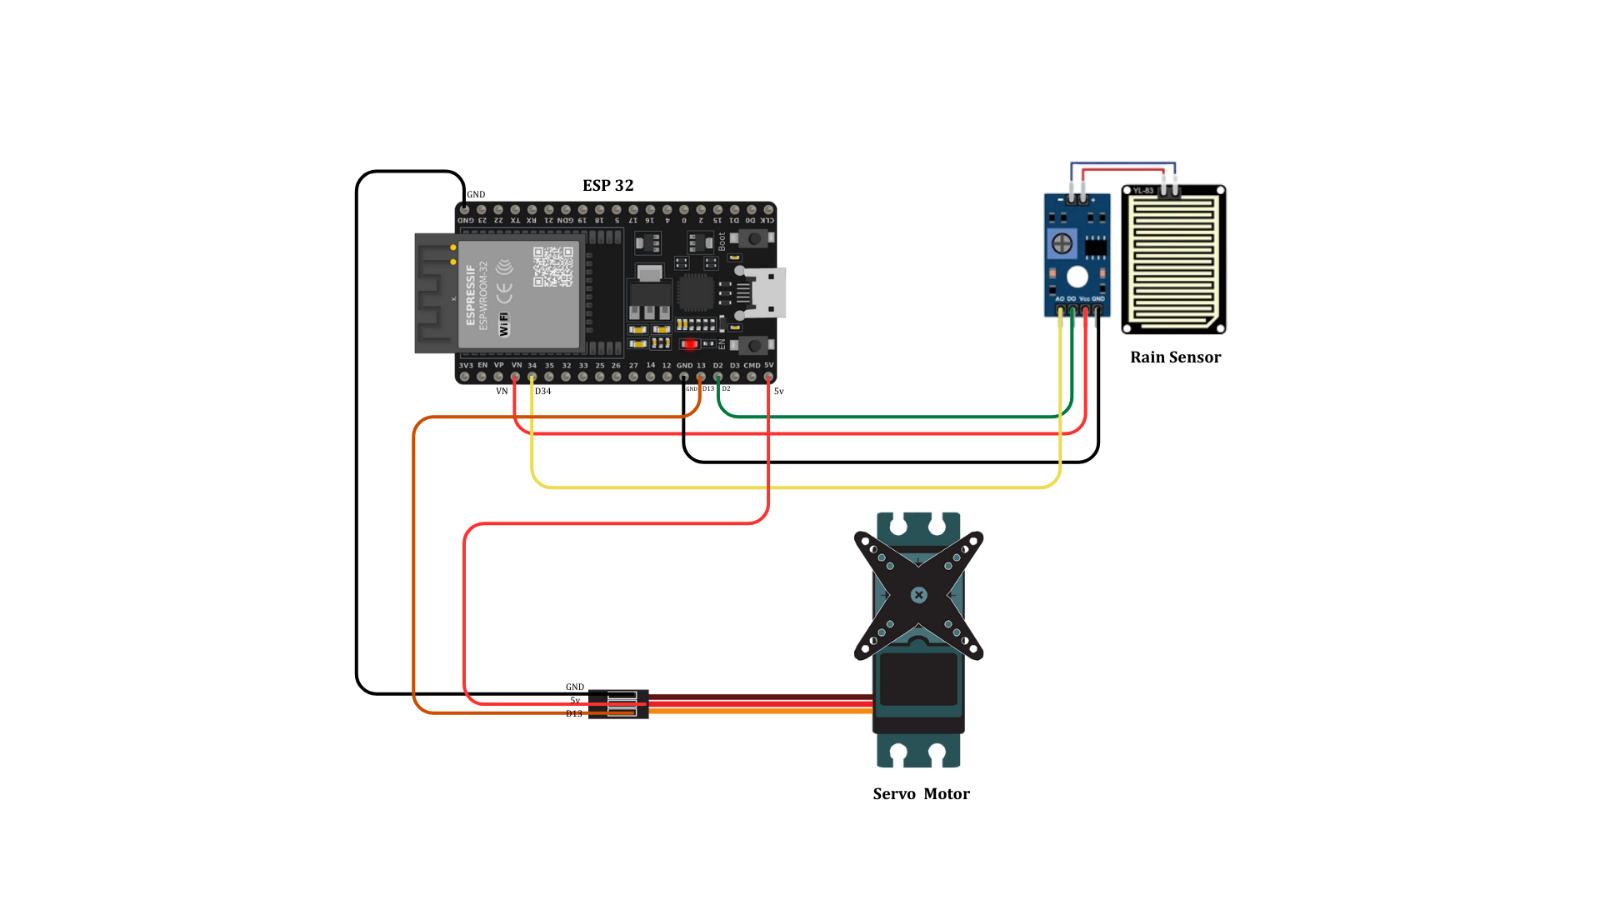 GND
ESP 32
GND 23 22 TX RX 21 GDN 19 18 5 17 16 4 0 2 15 D1 D0 CLK
Boot
ESPRESSIF
ESP-WROOM-32
CE
WiFi
EN
3V3 EN VP VN 34 35 32 33 25 26 27 14 12 GND 13 D2 D3 CMD 5V
VN D34 GND D13 D2 5v
YL-83
- +
AO DO Vcc GND
Rain Sensor
GND
5v
D13
Servo Motor